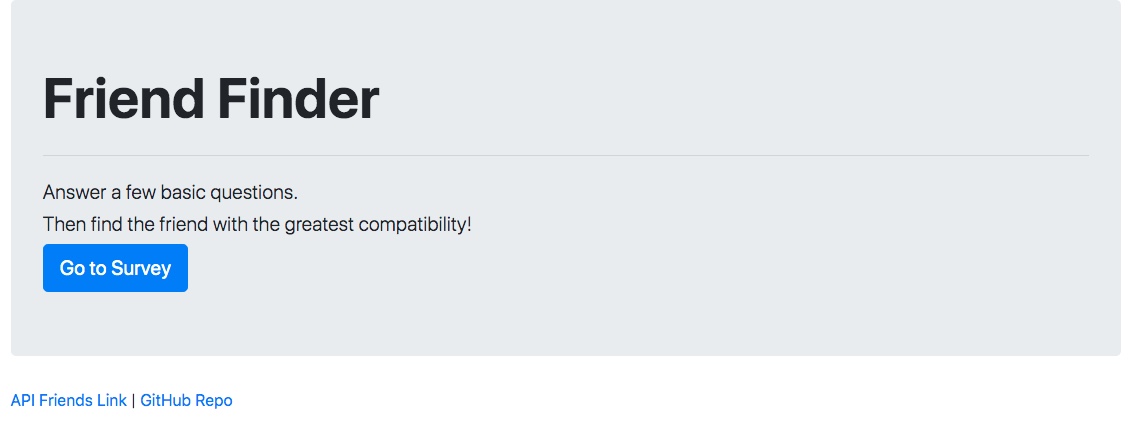 Friend Finder
Answer a few basic questions.
Then find the friend with the greatest compatibility!
Go to Survey
API Friends Link | GitHub Repo